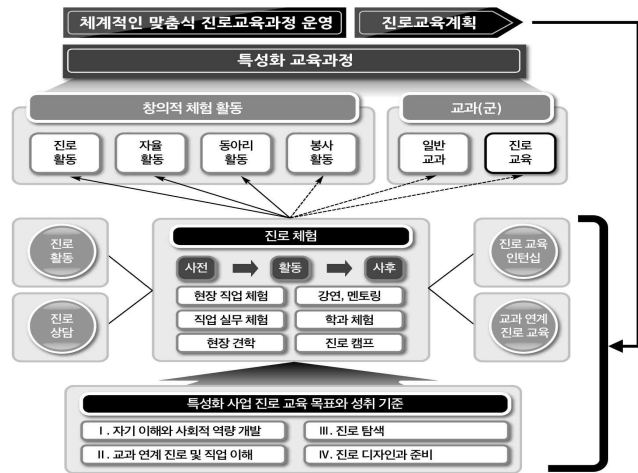 체계적인 맞춤식 진로교육과정 운영
진로교육계획
특성화 교육과정
창의적 체험 활동
교과(군)
진로
활동
자율
활동
동아리
활동
봉사
활동
일반
교과
진로
교육
진로 체험
진로
활동
사전
활동
사후
진로 교육
인턴십
현장 직업 체험
강연, 멘토링
직업 실무 체험
학과 체험
현장 견학
진로 캠프
진로
상담
교과 연계
진로 교육
특성화 사업 진로 교육 목표와 성취 기준
Ⅰ. 자기 이해와 사회적 역량 개발
Ⅲ. 진로 탐색
Ⅱ. 교과 연계 진로 및 직업 이해
Ⅳ. 진로 디자인과 준비